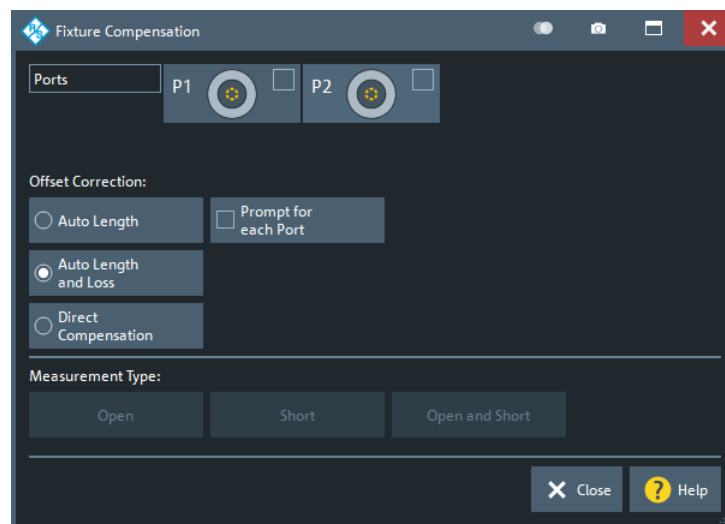 Fixture Compensation
Ports
P1
P2
Offset Correction:
Auto Length
Prompt for
each Port
Auto Length
and Loss
Direct
Compensation
Measurement Type:
Open
Short
Open and Short
Close
? Help